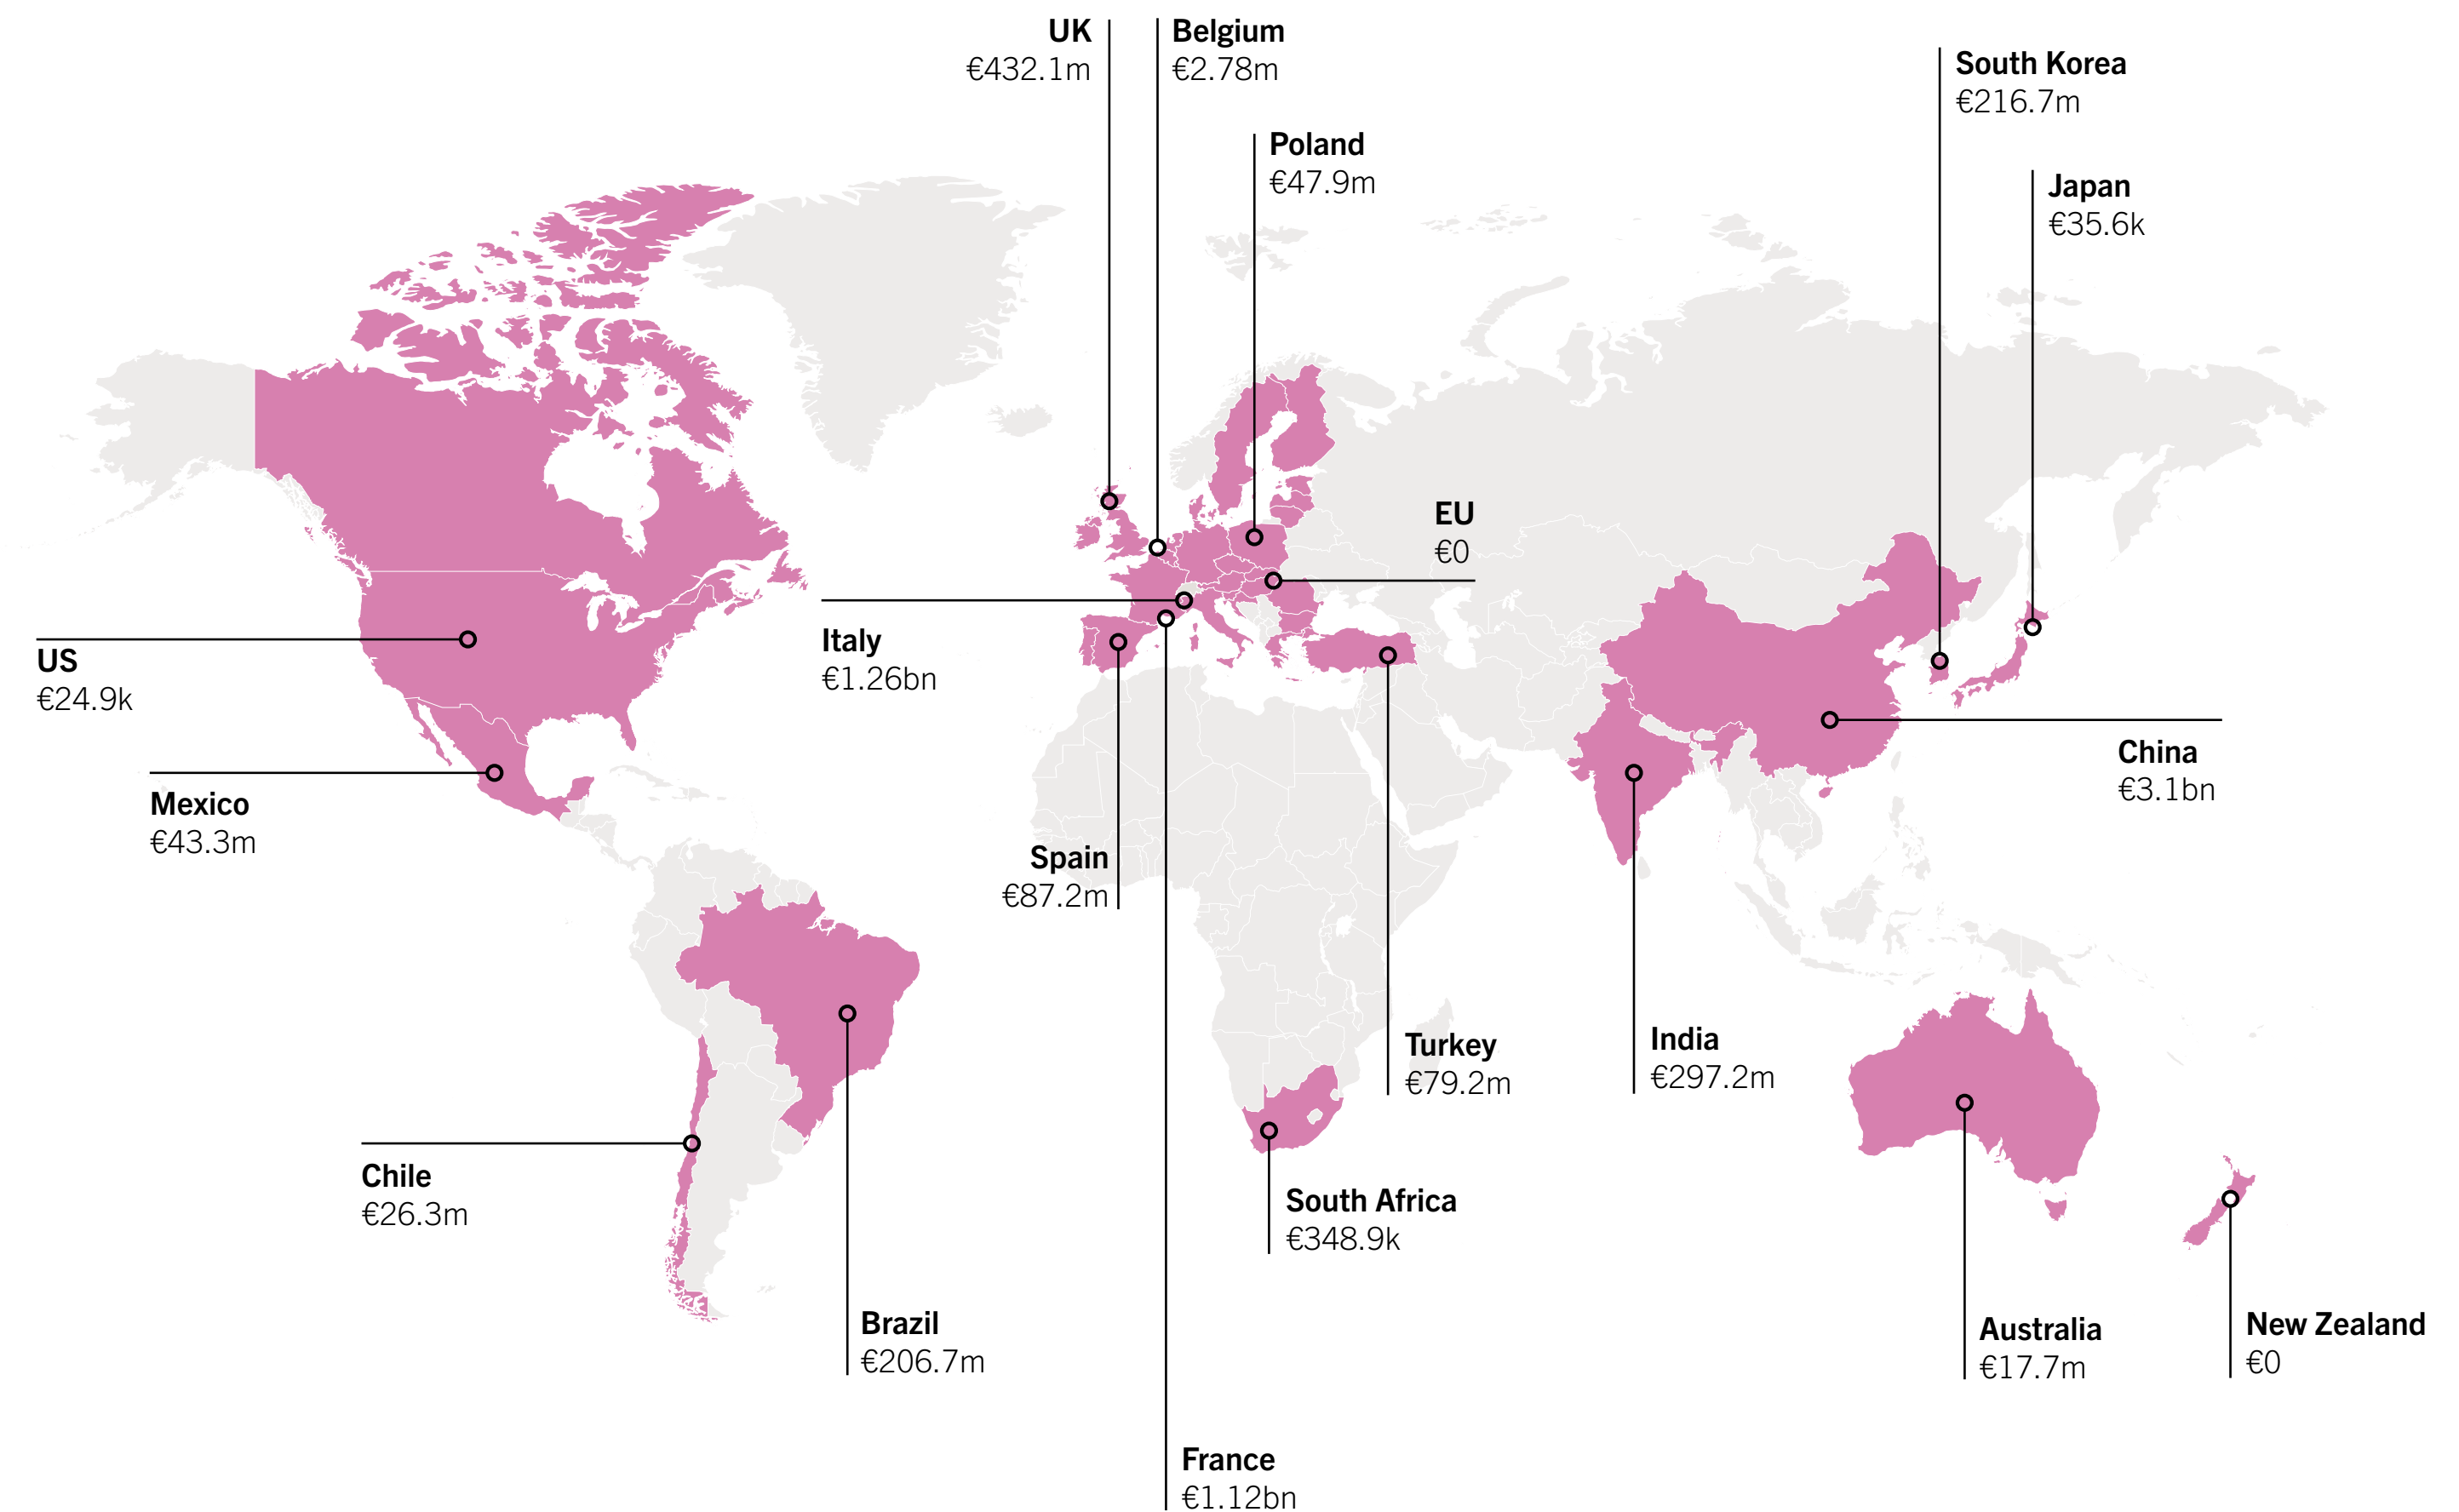 UK
€432.1m
Belgium
€2.78m
South Korea
€216.7m
Poland
€47.9m
Japan
€35.6k
EU
€0
Italy
€1.26bn
US
€24.9k
China
€3.1bn
Mexico
€43.3m
Spain
€87.2m
Turkey
€79.2m
India
€297.2m
Chile
€26.3m
South Africa
€348.9k
Brazil
€206.7m
Australia
€17.7m
New Zealand
€0
France
€1.12bn